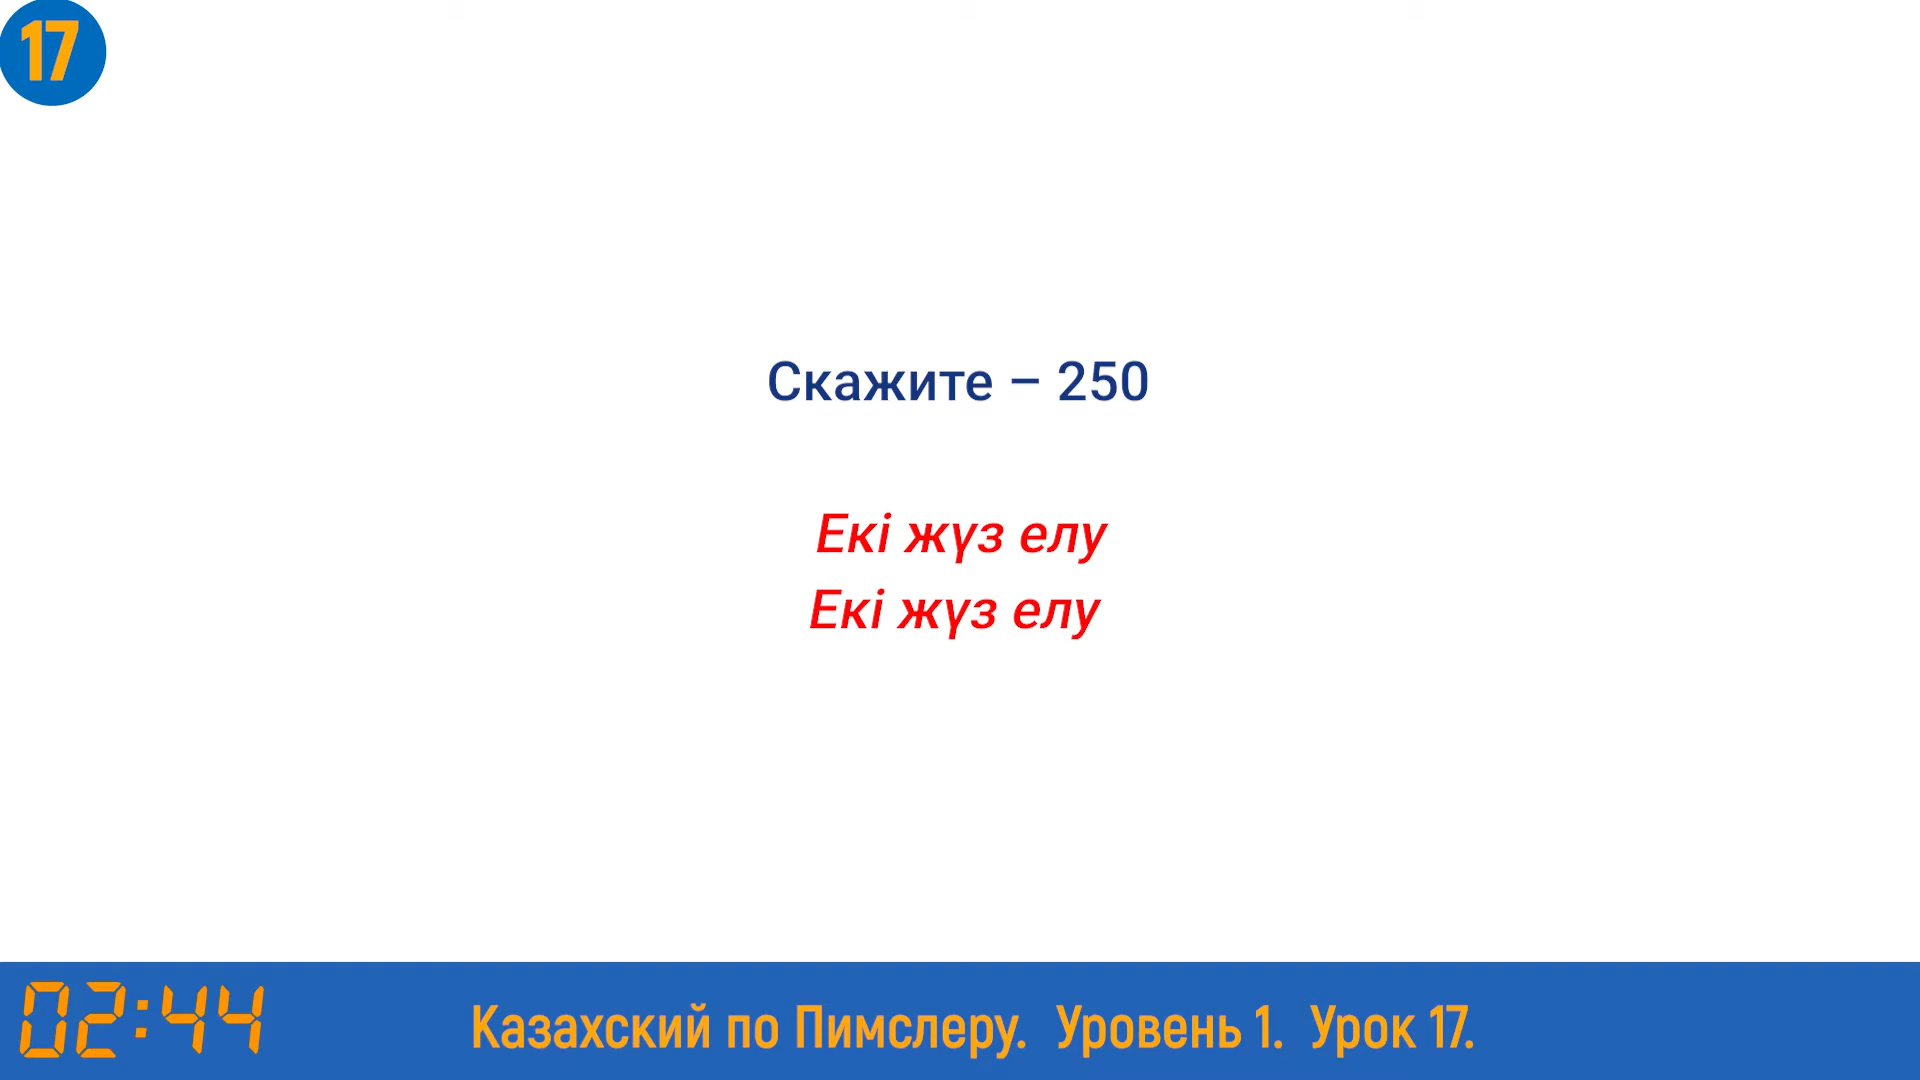 17
Скажите – 250
Екі жүз елу
Екі жүз елу
02:44
Казахский по Пимслеру. Уровень 1. Урок 17.